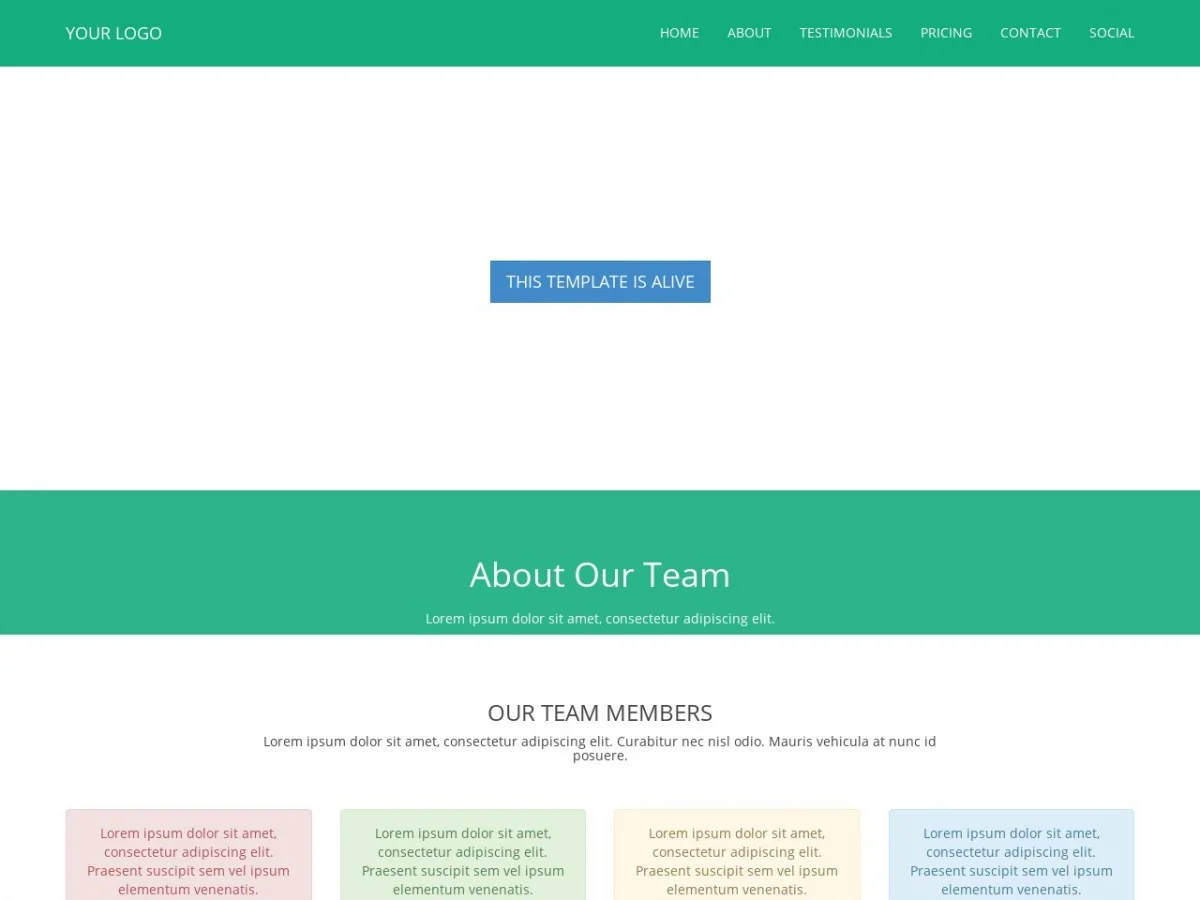 YOUR LOGO
HOME ABOUT TESTIMONIALS PRICING CONTACT SOCIAL
THIS TEMPLATE IS ALIVE
About Our Team
Lorem ipsum dolor sit amet, consectetur adipiscing elit.
OUR TEAM MEMBERS
Lorem ipsum dolor sit amet, consectetur adipiscing elit. Curabitur nec nisl odio. Mauris vehicula at nunc id
posuere.
Lorem ipsum dolor sit amet,
consectetur adipiscing elit.
Praesent suscipit sem vel ipsum
elementum venenatis.
Lorem ipsum dolor sit amet,
consectetur adipiscing elit.
Praesent suscipit sem vel ipsum
elementum venenatis.
Lorem ipsum dolor sit amet,
consectetur adipiscing elit.
Praesent suscipit sem vel ipsum
elementum venenatis.
Lorem ipsum dolor sit amet,
consectetur adipiscing elit.
Praesent suscipit sem vel ipsum
elementum venenatis.